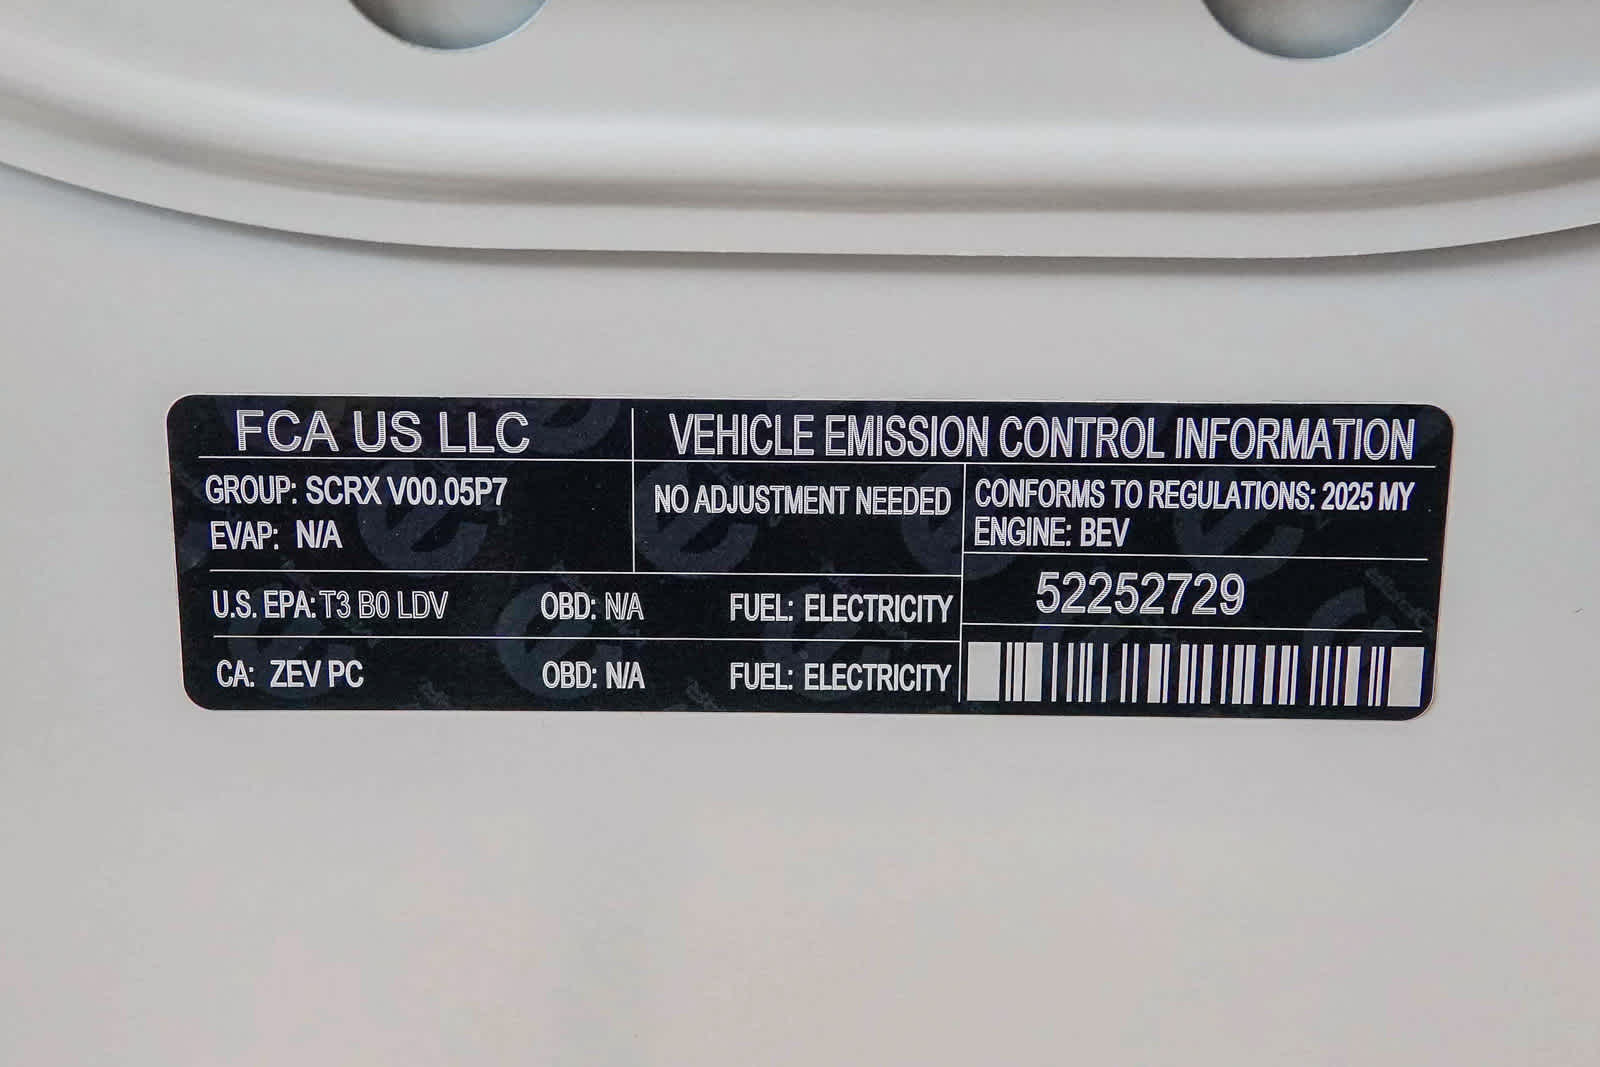 FCA US LLC
VEHICLE EMISSION CONTROL INFORMATION
GROUP: SCRX V00.05P7
EVAP: N/A
NO ADJUSTMENT NEEDED
CONFORMS TO REGULATIONS: 2025 MY
ENGINE: BEV
52252729
U.S. EPA: T3 B0 LDV OBD: N/A FUEL: ELECTRICITY
CA: ZEV PC OBD: N/A FUEL: ELECTRICITY